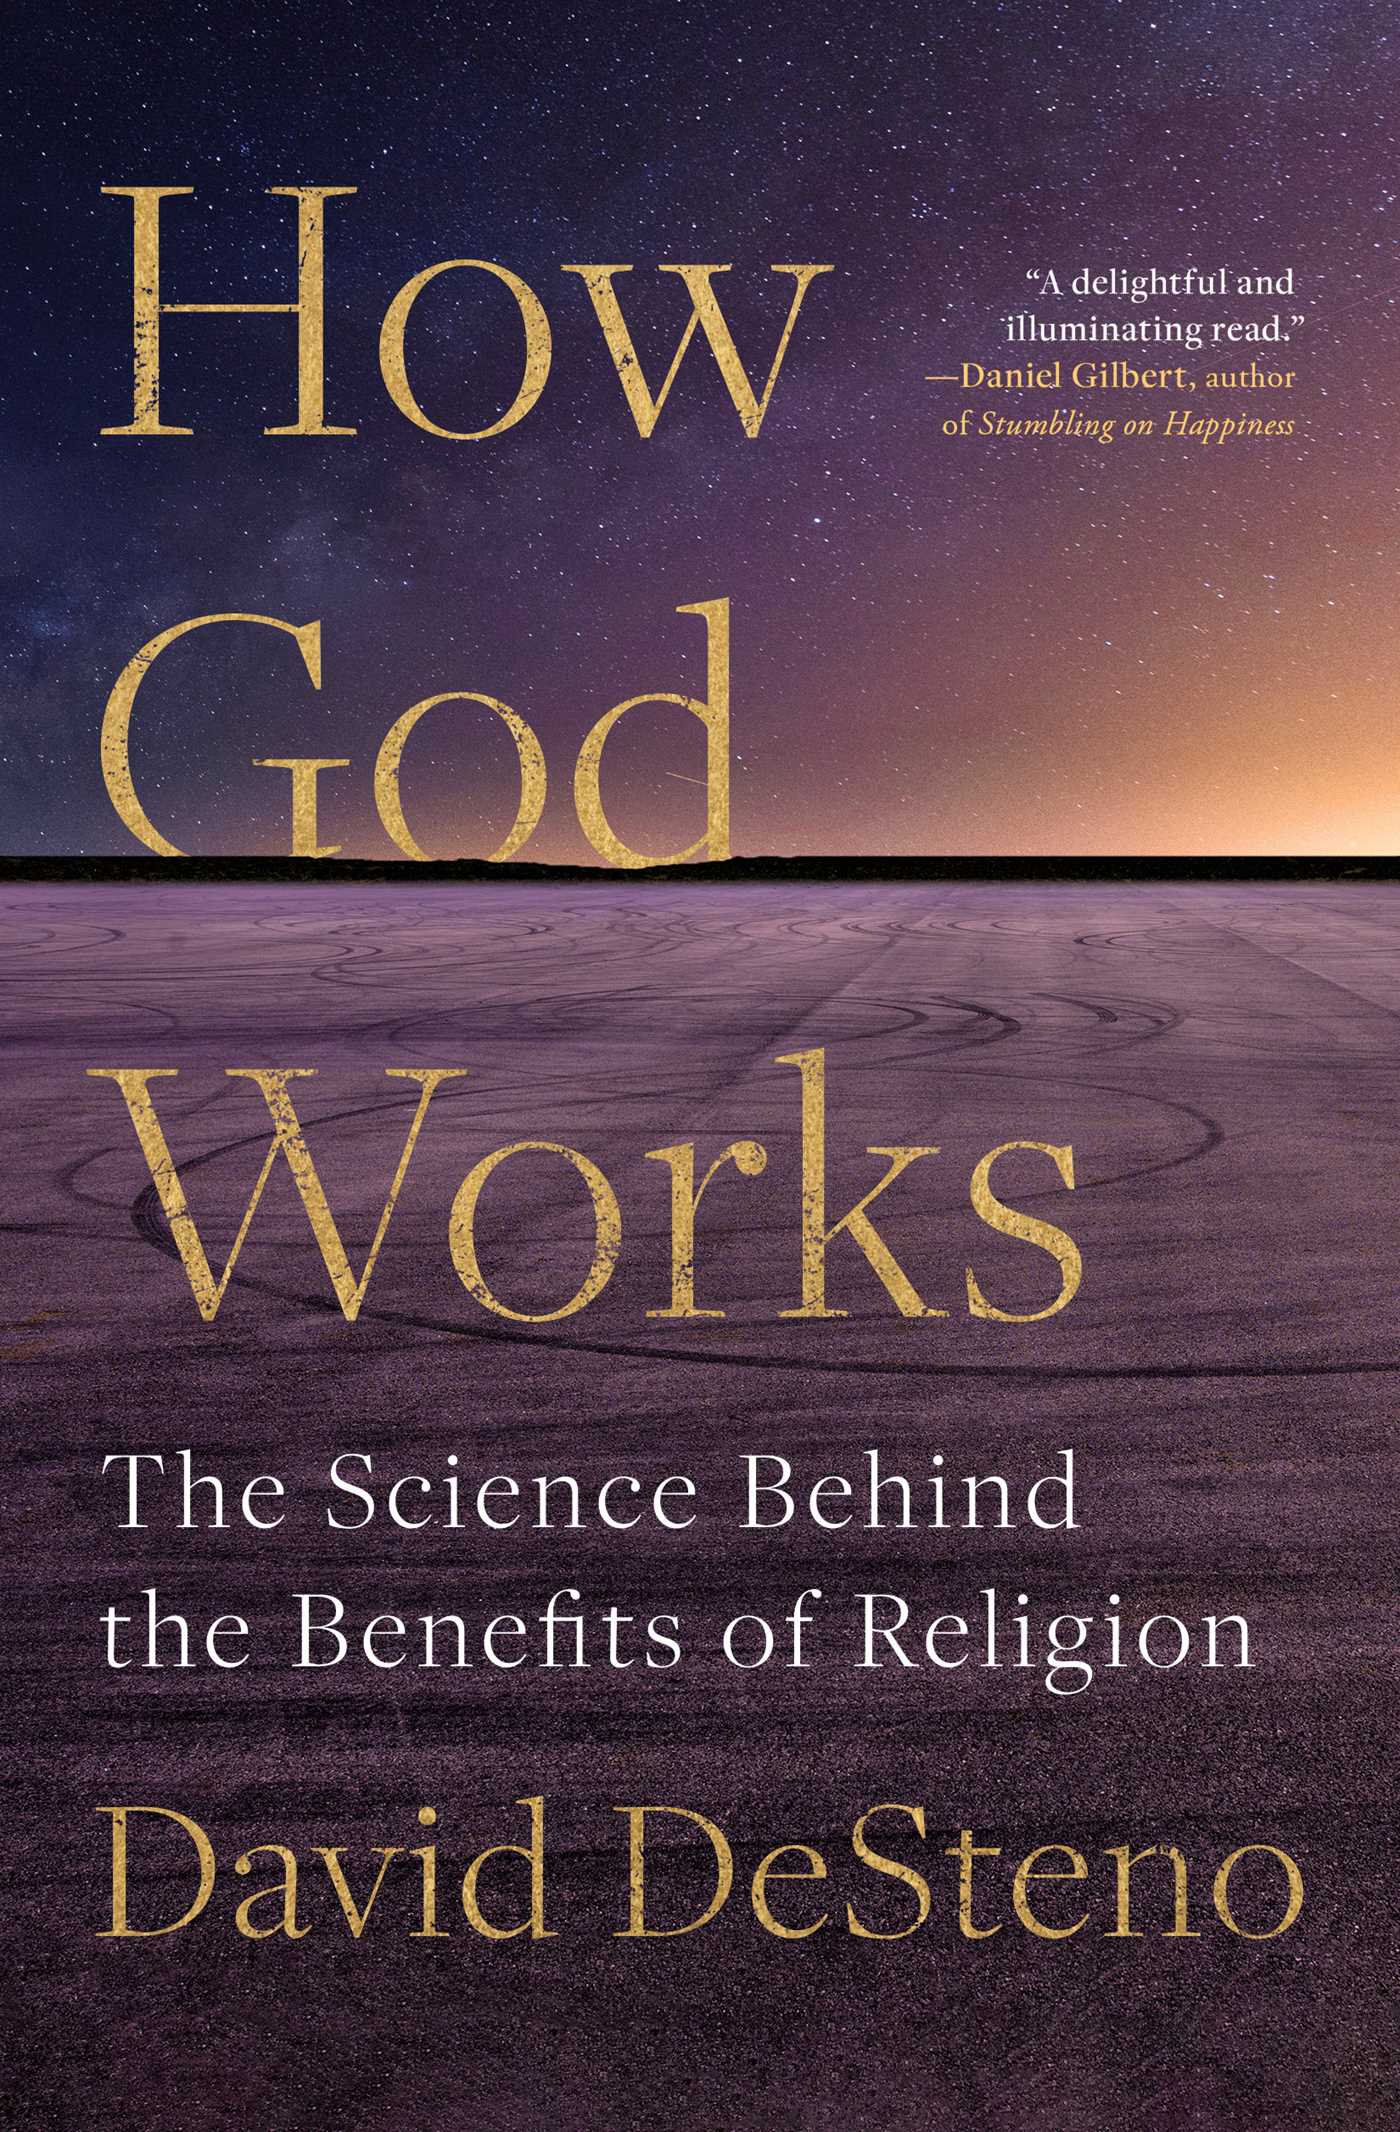 How
“A delightful and
illuminating read.”
—Daniel Gilbert, author
of Stumbling on Happiness
God
Works
The Science Behind
the Benefits of Religion
David DeSteno